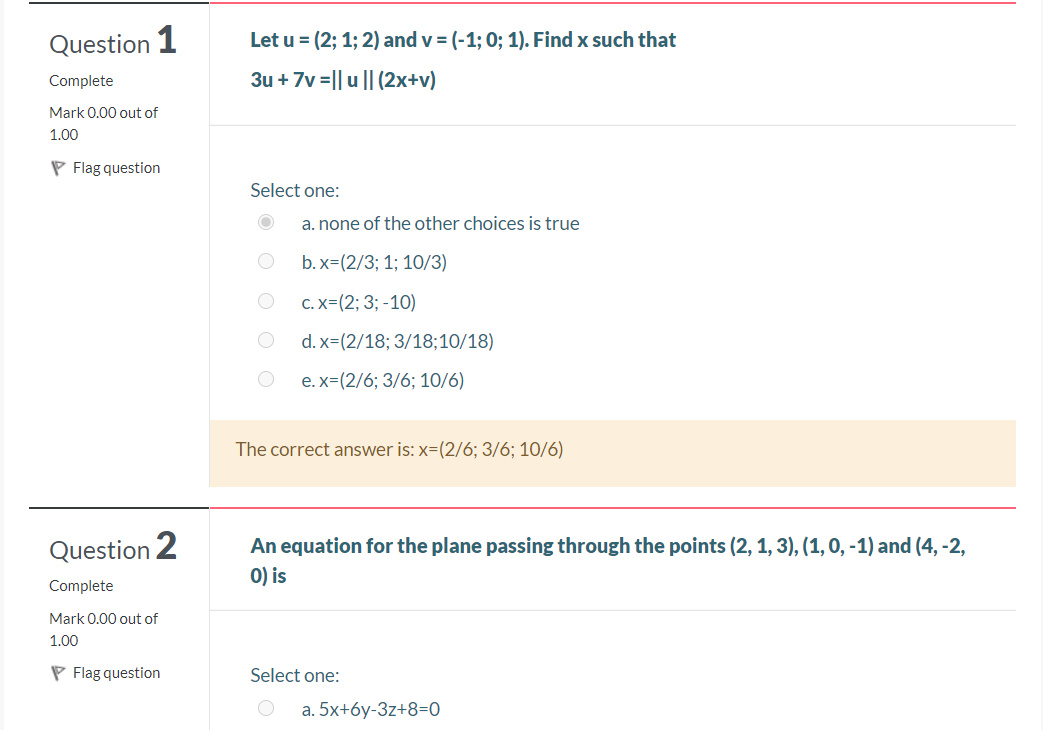 Question 1
Complete
Mark 0.00 out of
1.00
Flag question
Let u = (2; 1; 2) and v = (-1; 0; 1). Find x such that
3u + 7v =|| u || (2x+v)
Select one:
a. none of the other choices is true
b. x=(2/3; 1; 10/3)
c. x=(2; 3; -10)
d. x=(2/18; 3/18;10/18)
e. x=(2/6; 3/6; 10/6)
The correct answer is: x=(2/6; 3/6; 10/6)
Question 2
Complete
Mark 0.00 out of
1.00
Flag question
An equation for the plane passing through the points (2, 1, 3), (1, 0, -1) and (4, -2,
0) is
Select one:
a. 5x+6y-3z+8=0